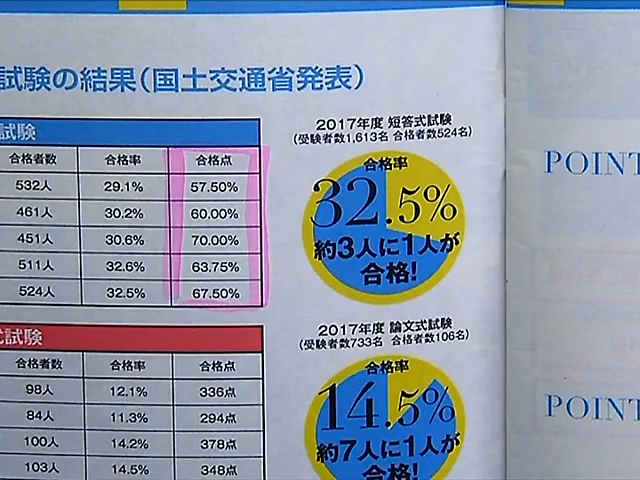 試験の結果(国土交通省発表)
試験
合格者数 合格率 合格点
532人 29.1% 57.50%
461人 30.2% 60.00%
451人 30.6% 70.00%
511人 32.6% 63.75%
524人 32.5% 67.50%
2017年度 短答式試験
(受験者数1,613名 合格者数524名)
合格率
32.5%
約3人に1人が
合格!
式試験
合格者数 合格率 合格点
98人 12.1% 336点
84人 11.3% 294点
100人 14.2% 378点
103人 14.5% 348点
2017年度 論文式試験
(受験者数733名 合格者数106名)
合格率
14.5%
約7人に1人が
合格!
POINT
POINT